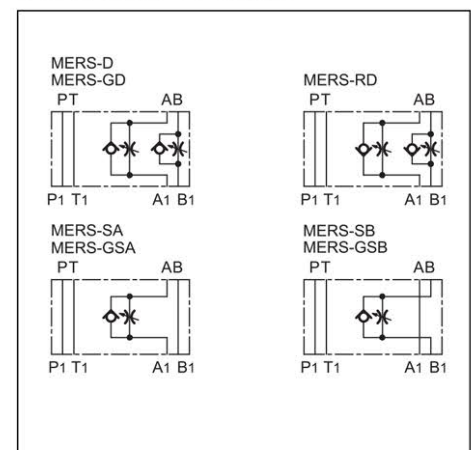 MERS-D
MERS-GD
PT AB
P1 T1 A1 B1
MERS-RD
PT AB
P1 T1 A1 B1
MERS-SA
MERS-GSA
PT AB
P1 T1 A1 B1
MERS-SB
MERS-GSB
PT AB
P1 T1 A1 B1